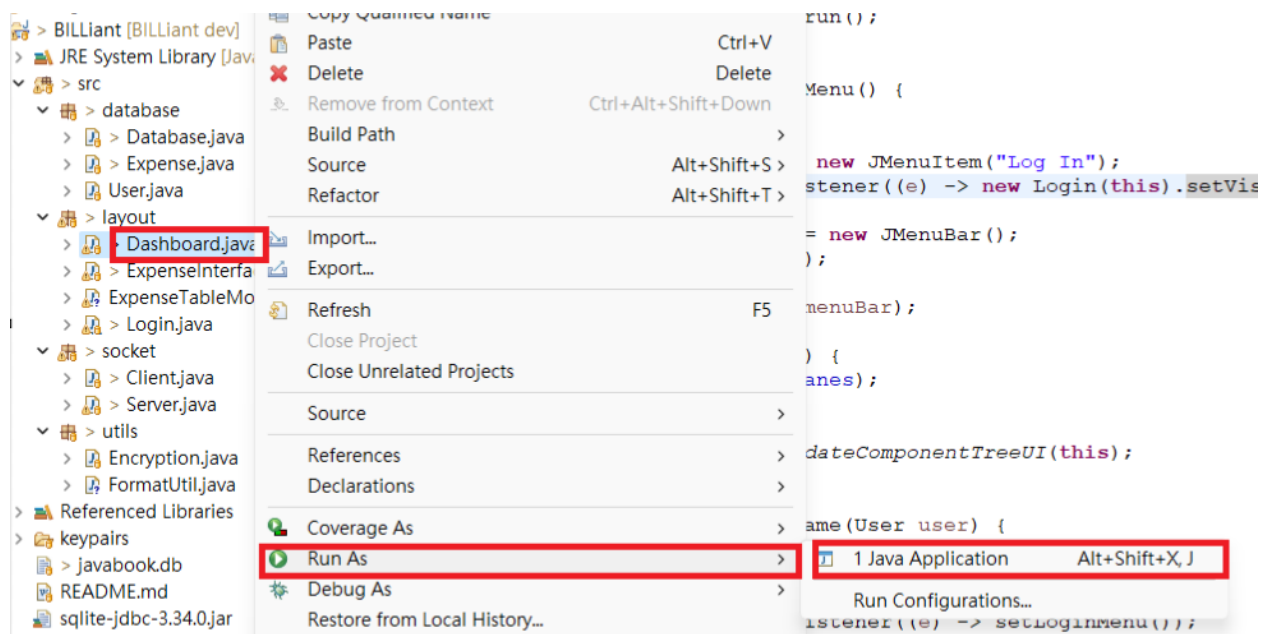 > BILLiant [BILLiant dev]
> JRE System Library [Java
> src
> database
> Database.java
> Expense.java
User.java
> layout
> Dashboard.java
> ExpenseInterfa
ExpenseTableMo
> Login.java
> socket
> Client.java
> Server.java
> utils
Encryption.java
FormatUtil.java
Referenced Libraries
keypairs
> javabook.db
README.md
sqlite-jdbc-3.34.0.jar
Copy Qualified Name
Paste Ctrl+V
Delete Delete
Remove from Context Ctrl+Alt+Shift+Down
Build Path >
Source Alt+Shift+S >
Refactor Alt+Shift+T >
Import...
Export...
Refresh F5
Close Project
Close Unrelated Projects
Source >
References >
Declarations >
Coverage As >
Run As >
Debug As >
Restore from Local History...
1 Java Application Alt+Shift+X, J
Run Configurations...
run();
Menu() {
new JMenuItem("Log In");
stener((e) -> new Login(this).setVis
= new JMenuBar();
);
menuBar);
) {
anes);
dateComponentTreeUI(this);
ame(User user) {
istener((e) -> setLoginMenu());